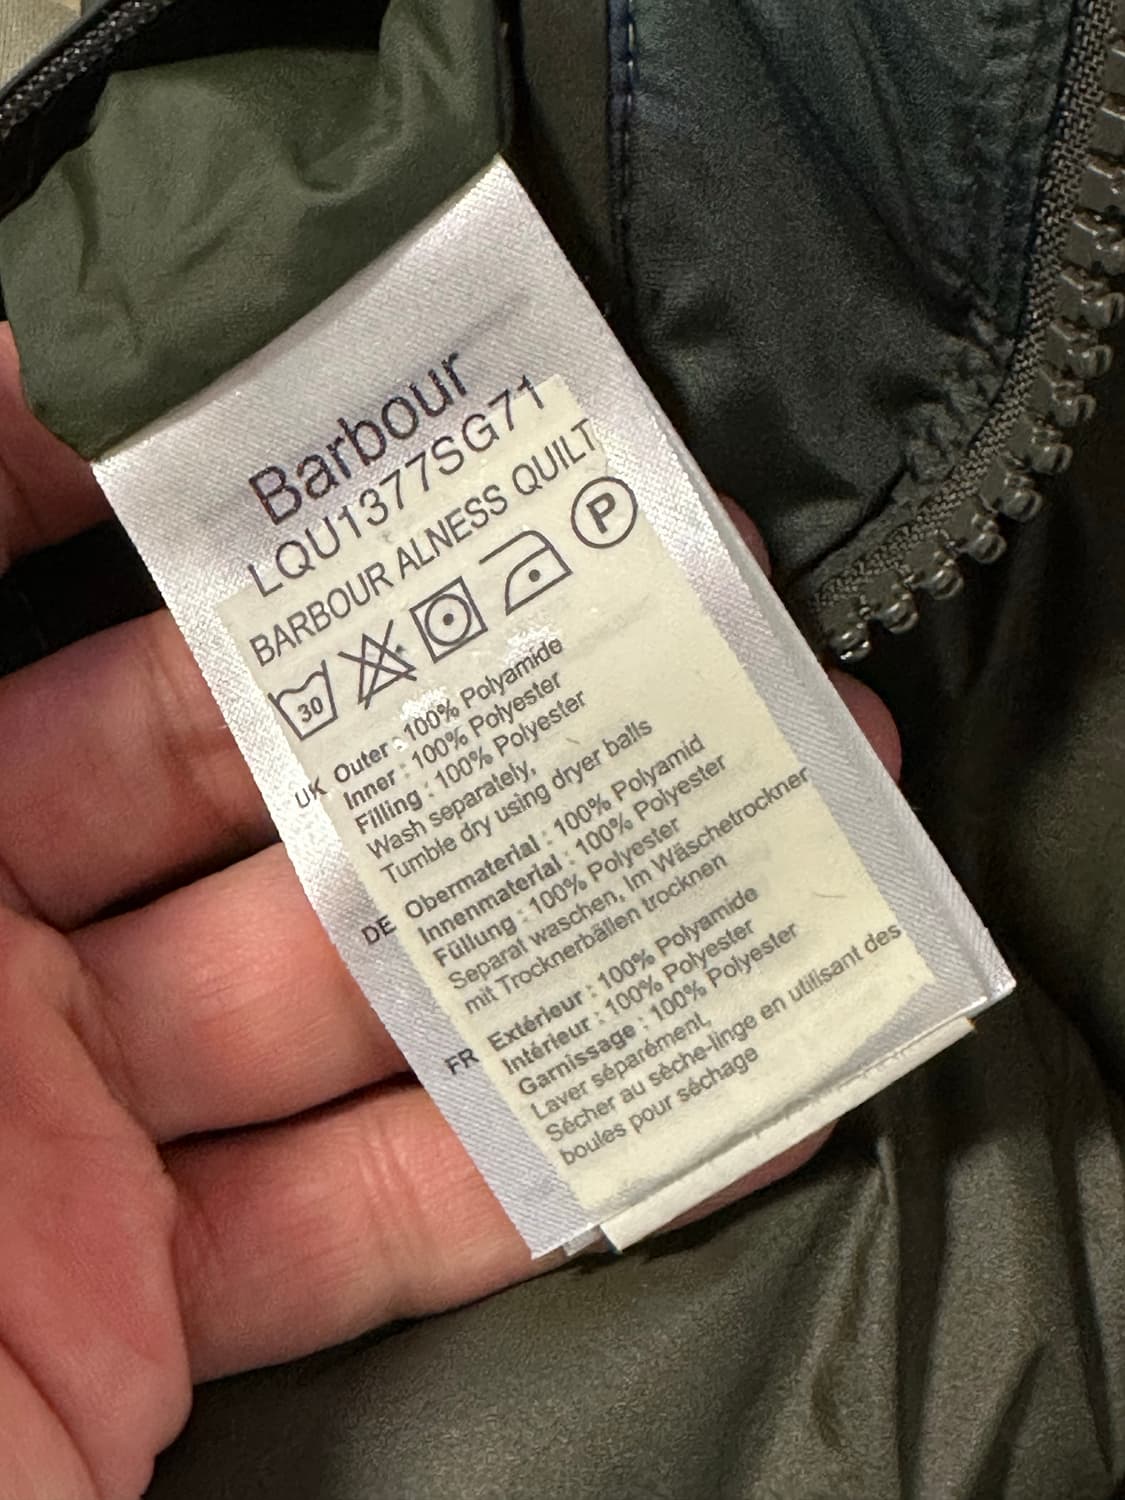 Barbour
LQU1377SG71
BARBOUR ALNESS QUILT
30 P
UK Outer : 100% Polyamide
Inner : 100% Polyester
Filling : 100% Polyester
Wash separately,
Tumble dry using dryer balls
DE Obermaterial : 100% Polyamid
Innenmaterial : 100% Polyester
Füllung : 100% Polyester
Separat waschen, Im Wäschetrockner
mit Trocknerbällen trocknen
FR Extérieur : 100% Polyamide
Intérieur : 100% Polyester
Garnissage : 100% Polyester
Laver séparément,
Sécher au sèche-linge en utilisant des
boules pour séchage